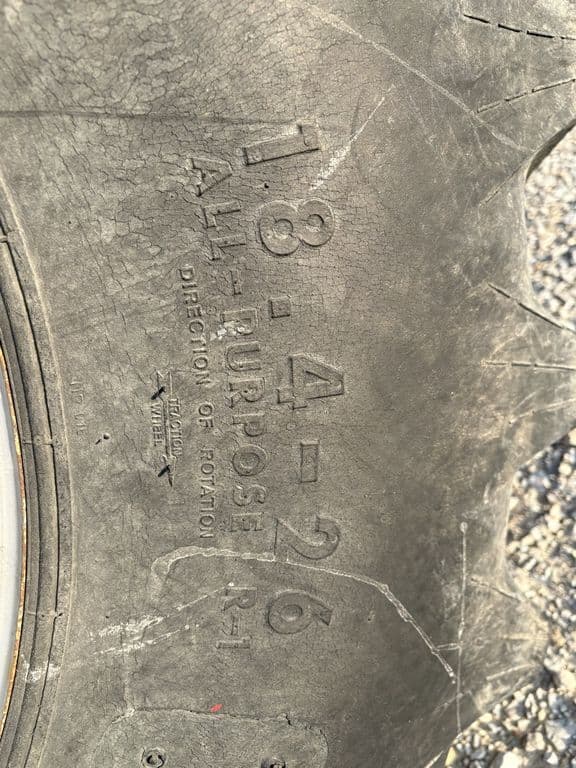 18.4-26
ALL-PURPOSE R-1
DIRECTION OF ROTATION
TRACTION
WHEEL